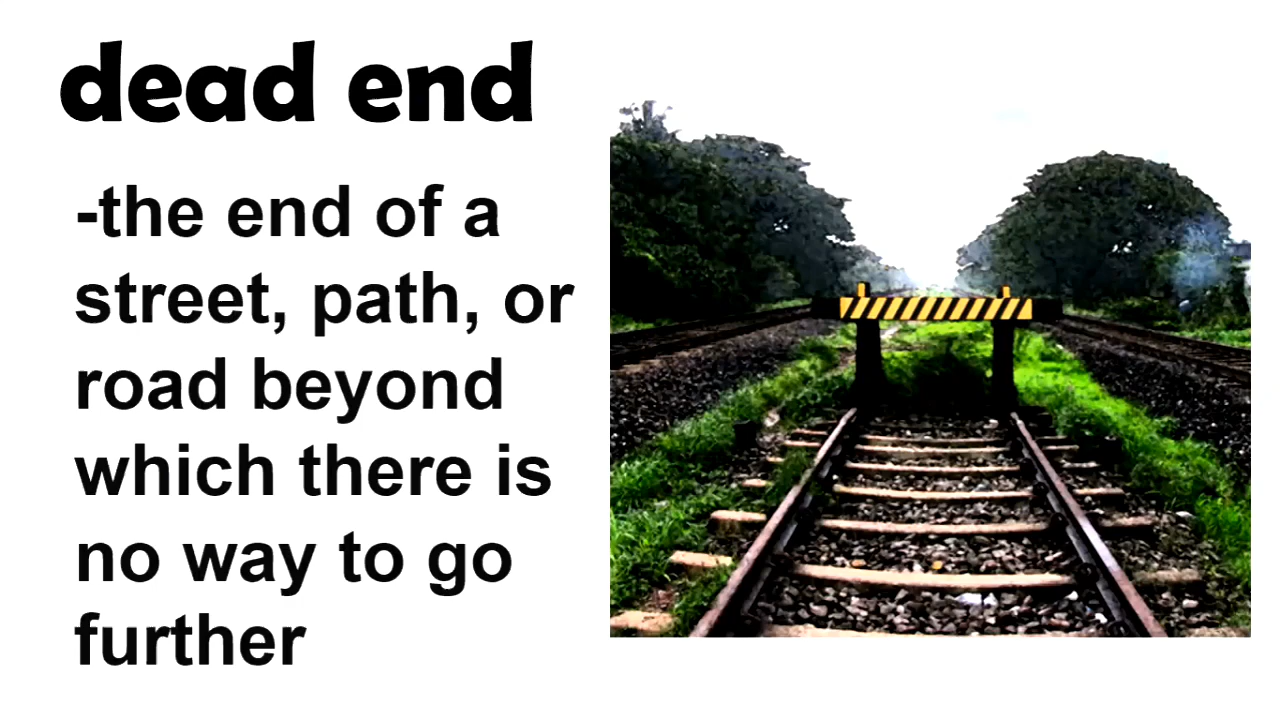 dead end
-the end of a
street, path, or
road beyond
which there is
no way to go
further